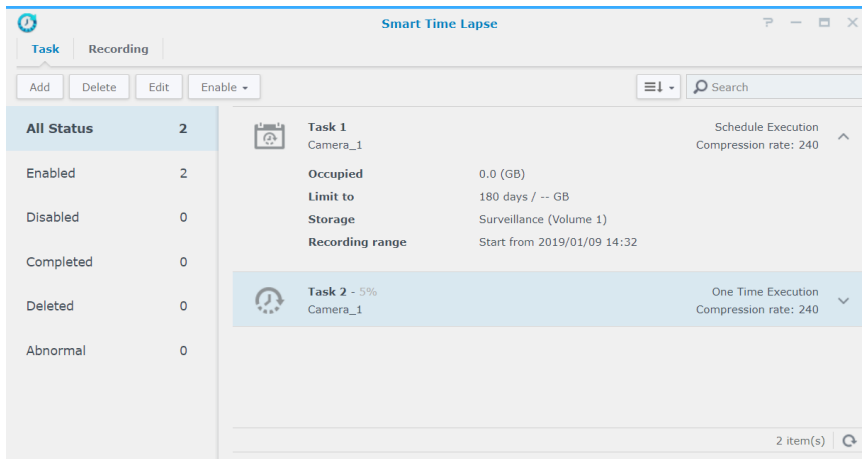 Smart Time Lapse
Task Recording
Add Delete Edit Enable Search
All Status 2
Enabled 2
Disabled 0
Completed 0
Deleted 0
Abnormal 0
Task 1 Schedule Execution
Camera_1 Compression rate: 240
Occupied 0.0 (GB)
Limit to 180 days / -- GB
Storage Surveillance (Volume 1)
Recording range Start from 2019/01/09 14:32
Task 2 - 5% One Time Execution
Camera_1 Compression rate: 240
2 item(s)